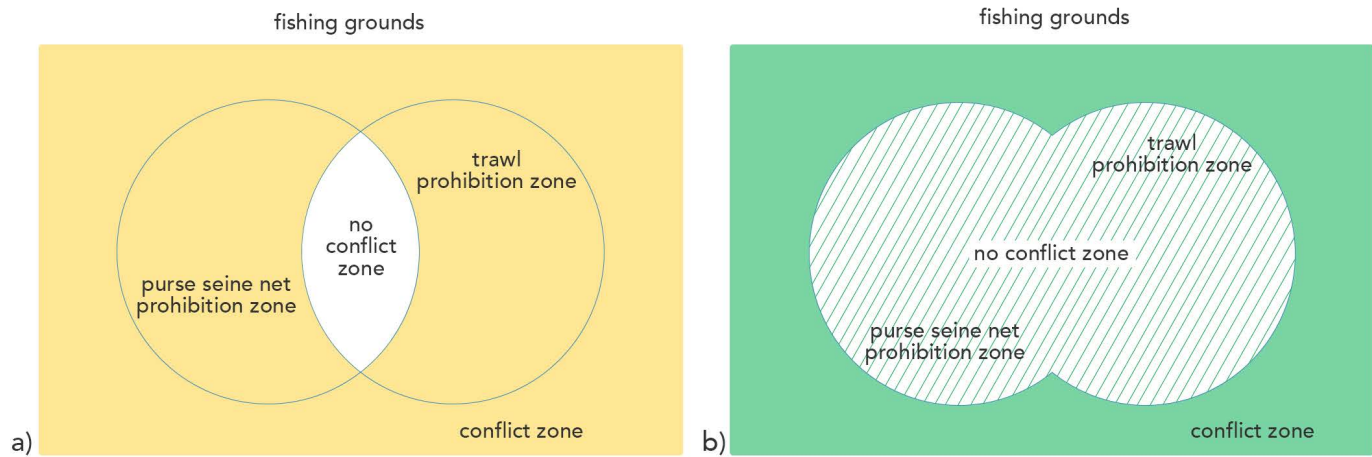 fishing grounds
trawl
prohibition zone
no
conflict
zone
purse seine net
prohibition zone
conflict zone
a)
fishing grounds
trawl
prohibition zone
no conflict zone
purse seine net
prohibition zone
conflict zone
b)